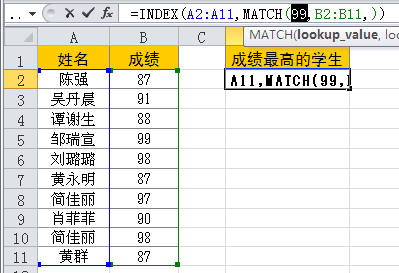 =INDEX(A2:A11,MATCH(99,B2:B11,))
MATCH(lookup_value, loo
A B C D E
1 姓名 成绩 成绩最高的学生
2 陈强 87 A11,MATCH(99,
3 吴丹晨 91
4 谭谢生 88
5 邹瑞宣 99
6 刘璐璐 98
7 黄永明 87
8 简佳丽 97
9 肖菲菲 90
10 简佳丽 98
11 黄群 87